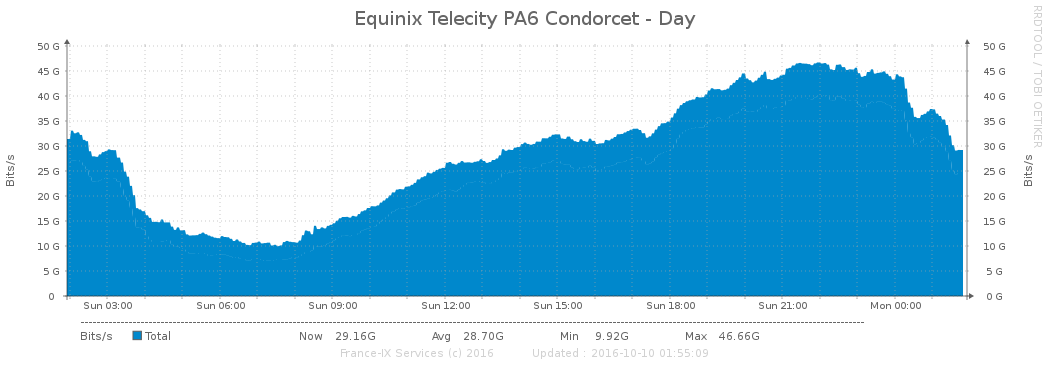 Equinix Telecity PA6 Condorcet - Day
RRDTOOL / TOBI OETIKER
Bits/s
50 G 50 G
45 G 45 G
40 G 40 G
35 G 35 G
30 G 30 G
25 G 25 G
20 G 20 G
15 G 15 G
10 G 10 G
5 G 5 G
0 0 G
Bits/s
Sun 03:00 Sun 06:00 Sun 09:00 Sun 12:00 Sun 15:00 Sun 18:00 Sun 21:00 Mon 00:00
Bits/s Total Now 29.16G Avg 28.70G Min 9.92G Max 46.66G
France-IX Services (c) 2016 Updated : 2016-10-10 01:55:09